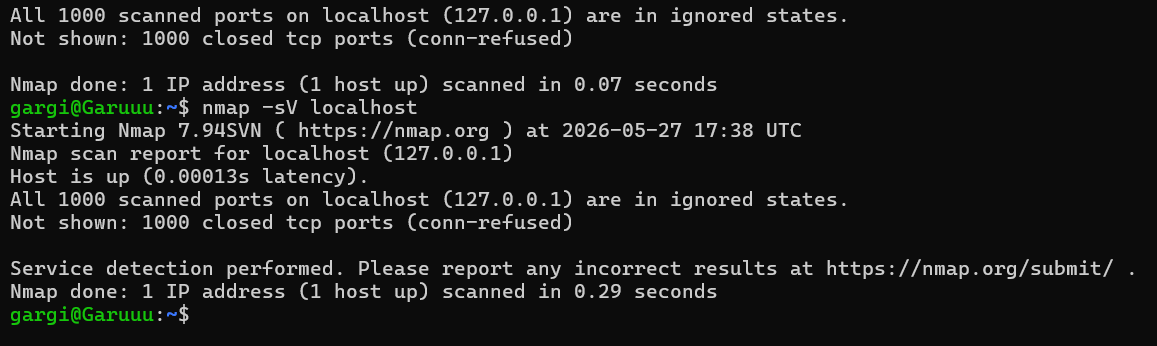 All 1000 scanned ports on localhost (127.0.0.1) are in ignored states.
Not shown: 1000 closed tcp ports (conn-refused)
Nmap done: 1 IP address (1 host up) scanned in 0.07 seconds
gargi@Garuuu:~$ nmap -sV localhost
Starting Nmap 7.94SVN ( https://nmap.org ) at 2026-05-27 17:38 UTC
Nmap scan report for localhost (127.0.0.1)
Host is up (0.00013s latency).
All 1000 scanned ports on localhost (127.0.0.1) are in ignored states.
Not shown: 1000 closed tcp ports (conn-refused)
Service detection performed. Please report any incorrect results at https://nmap.org/submit/ .
Nmap done: 1 IP address (1 host up) scanned in 0.29 seconds
gargi@Garuuu:~$